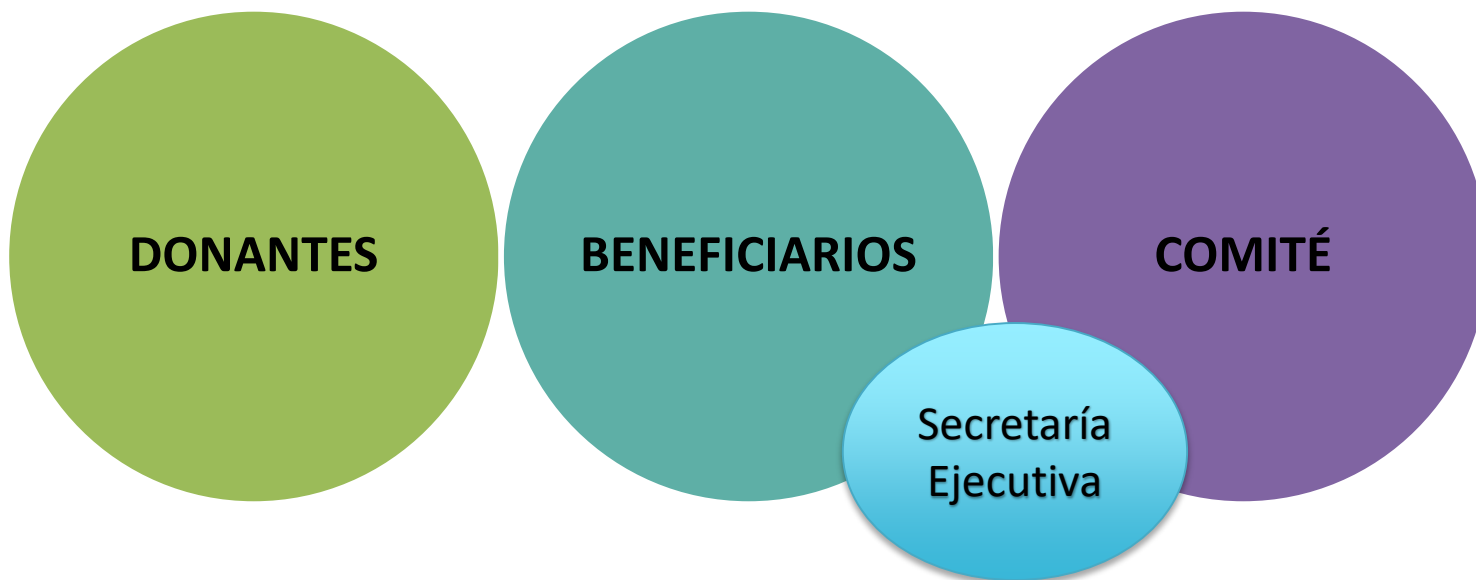 DONANTES
BENEFICIARIOS
COMITÉ
Secretaría
Ejecutiva